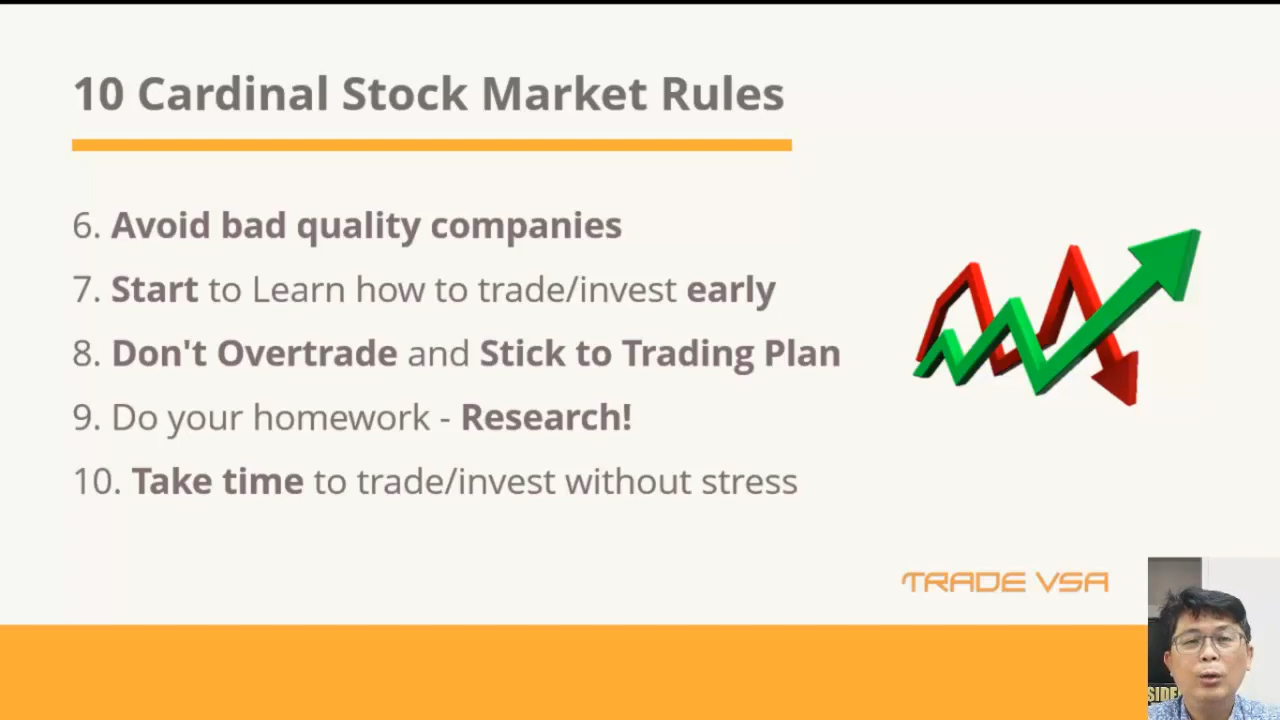 10 Cardinal Stock Market Rules
6. Avoid bad quality companies
7. Start to Learn how to trade/invest early
8. Don't Overtrade and Stick to Trading Plan
9. Do your homework - Research!
10. Take time to trade/invest without stress
TRADE VSA